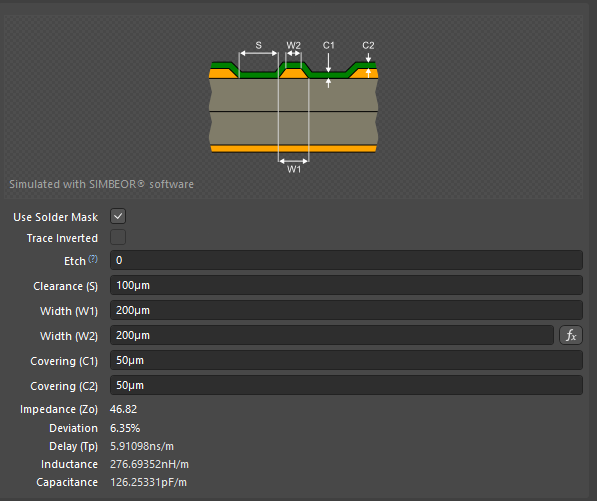 S W2 C1 C2
W1
Simulated with SIMBEOR® software
Use Solder Mask
Trace Inverted
Etch (?) 0
Clearance (S) 100µm
Width (W1) 200µm
Width (W2) 200µm fx
Covering (C1) 50µm
Covering (C2) 50µm
Impedance (Zo) 46.82
Deviation 6.35%
Delay (Tp) 5.91098ns/m
Inductance 276.69352nH/m
Capacitance 126.25331pF/m